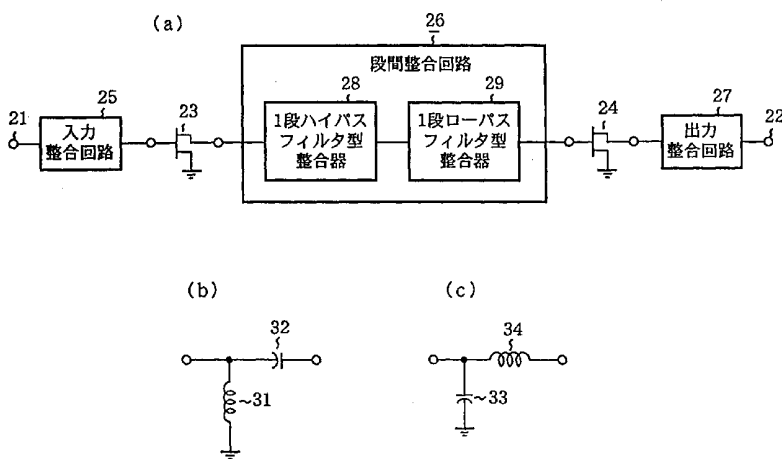 (a)
26
段間整合回路
21
25
入力
整合回路
23
28
1段ハイパス
フィルタ型
整合器
29
1段ローパス
フィルタ型
整合器
24
27
出力
整合回路
22
(b)
32
~31
(c)
34
~33